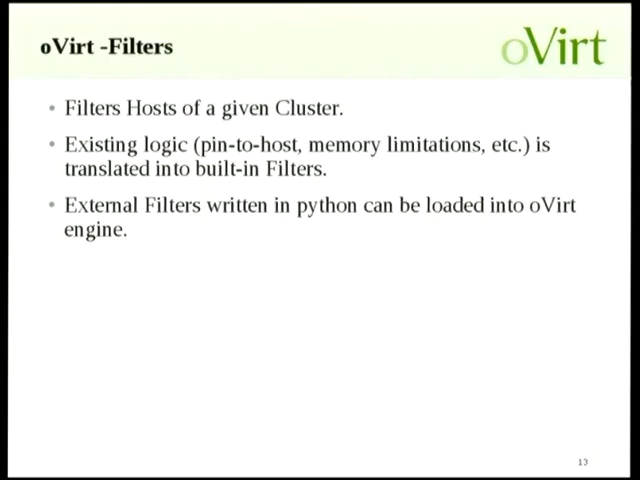 oVirt -Filters
oVirt
• Filters Hosts of a given Cluster.
• Existing logic (pin-to-host, memory limitations, etc.) is
translated into built-in Filters.
• External Filters written in python can be loaded into oVirt
engine.
13